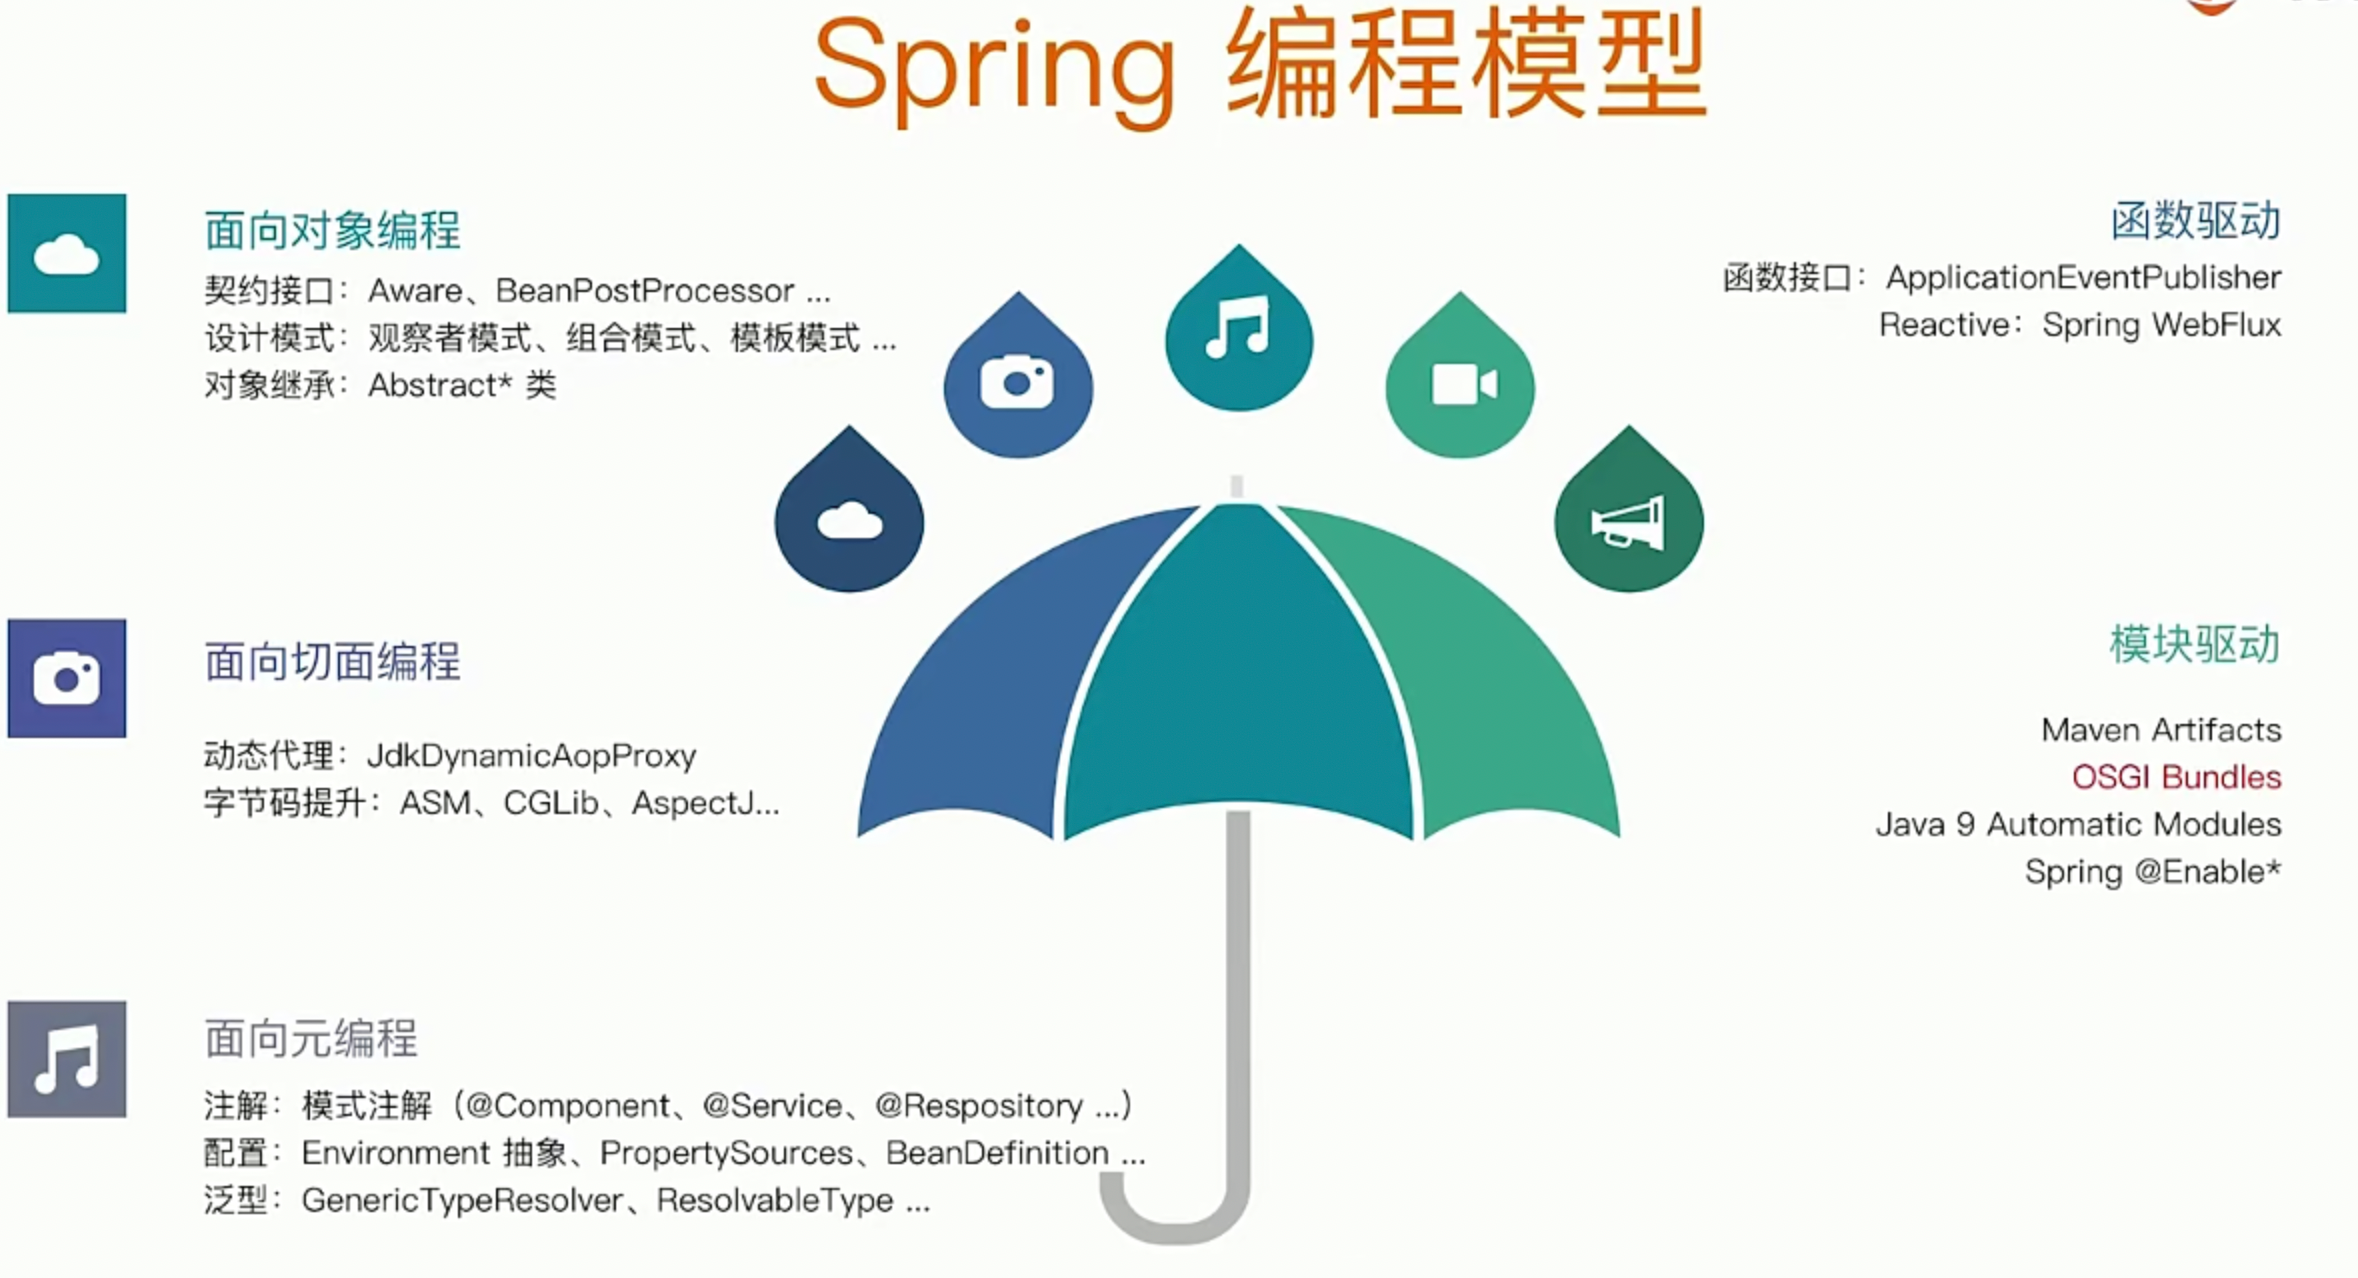 Spring 编程模型
面向对象编程
契约接口：Aware、BeanPostProcessor ...
设计模式：观察者模式、组合模式、模板模式 ...
对象继承：Abstract* 类
面向切面编程
动态代理：JdkDynamicAopProxy
字节码提升：ASM、CGLib、AspectJ...
面向元编程
注解：模式注解（@Component、@Service、@Respository ...）
配置：Environment 抽象、PropertySources、BeanDefinition ...
泛型：GenericTypeResolver、ResolvableType ...
函数驱动
函数接口：ApplicationEventPublisher
Reactive：Spring WebFlux
模块驱动
Maven Artifacts
OSGI Bundles
Java 9 Automatic Modules
Spring @Enable*